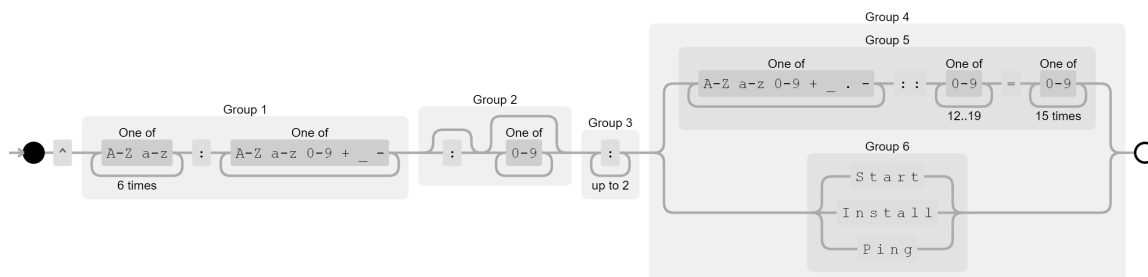 Group 4
Group 5
One of
One of
One of
A-Z a-z 0-9 + _ . -
: :
0-9
=
0-9
12..19
15 times
Group 1
Group 2
Group 3
Group 6
One of
One of
One of
^
A-Z a-z
:
A-Z a-z 0-9 + _ -
:
0-9
:
6 times
up to 2
Start
Install
Ping